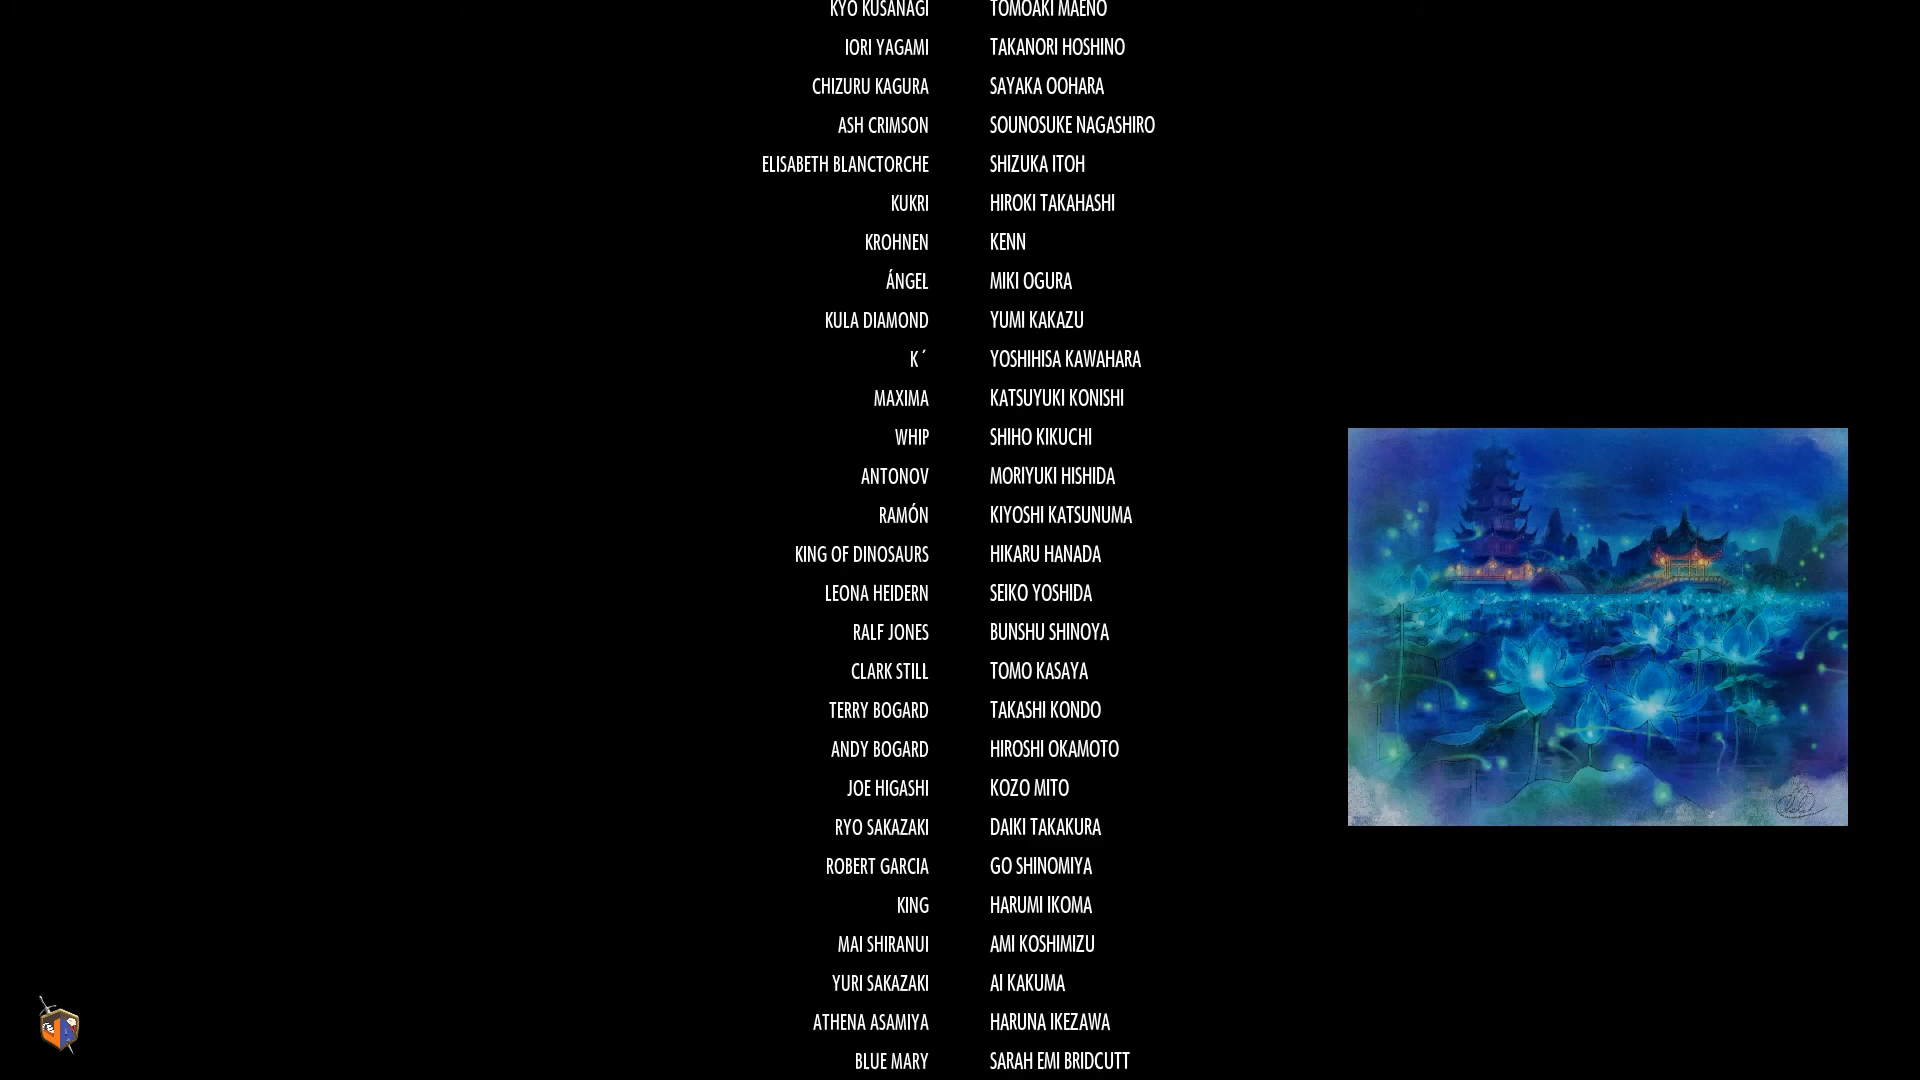 KYO KUSANAGI TOMOAKI MAENO
IORI YAGAMI TAKANORI HOSHINO
CHIZURU KAGURA SAYAKA OOHARA
ASH CRIMSON SOUNOSUKE NAGASHIRO
ELISABETH BLANCTORCHE SHIZUKA ITOH
KUKRI HIROKI TAKAHASHI
KROHNEN KENN
ÁNGEL MIKI OGURA
KULA DIAMOND YUMI KAKAZU
K´ YOSHIHISA KAWAHARA
MAXIMA KATSUYUKI KONISHI
WHIP SHIHO KIKUCHI
ANTONOV MORIYUKI HISHIDA
RAMÓN KIYOSHI KATSUNUMA
KING OF DINOSAURS HIKARU HANADA
LEONA HEIDERN SEIKO YOSHIDA
RALF JONES BUNSHU SHINOYA
CLARK STILL TOMO KASAYA
TERRY BOGARD TAKASHI KONDO
ANDY BOGARD HIROSHI OKAMOTO
JOE HIGASHI KOZO MITO
RYO SAKAZAKI DAIKI TAKAKURA
ROBERT GARCIA GO SHINOMIYA
KING HARUMI IKOMA
MAI SHIRANUI AMI KOSHIMIZU
YURI SAKAZAKI AI KAKUMA
ATHENA ASAMIYA HARUNA IKEZAWA
BLUE MARY SARAH EMI BRIDCUTT